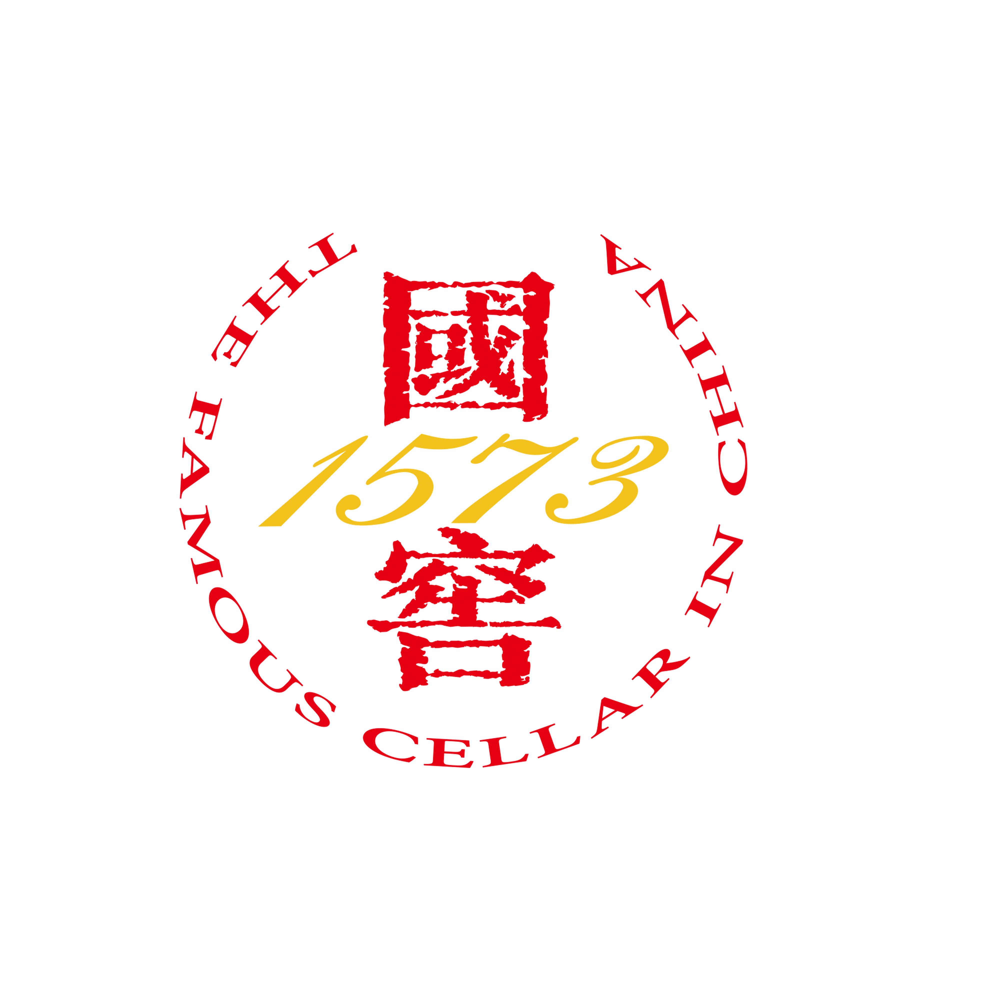 國
1573
窖
THE FAMOUS CELLAR IN CHINA